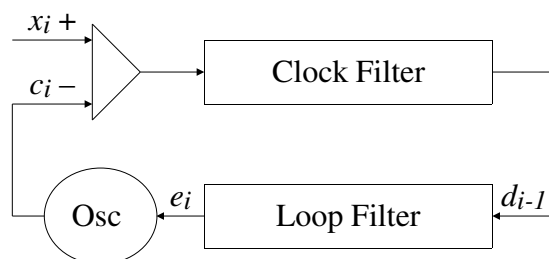 xi +
Clock Filter
ci −
Osc
ei
Loop Filter
di-1